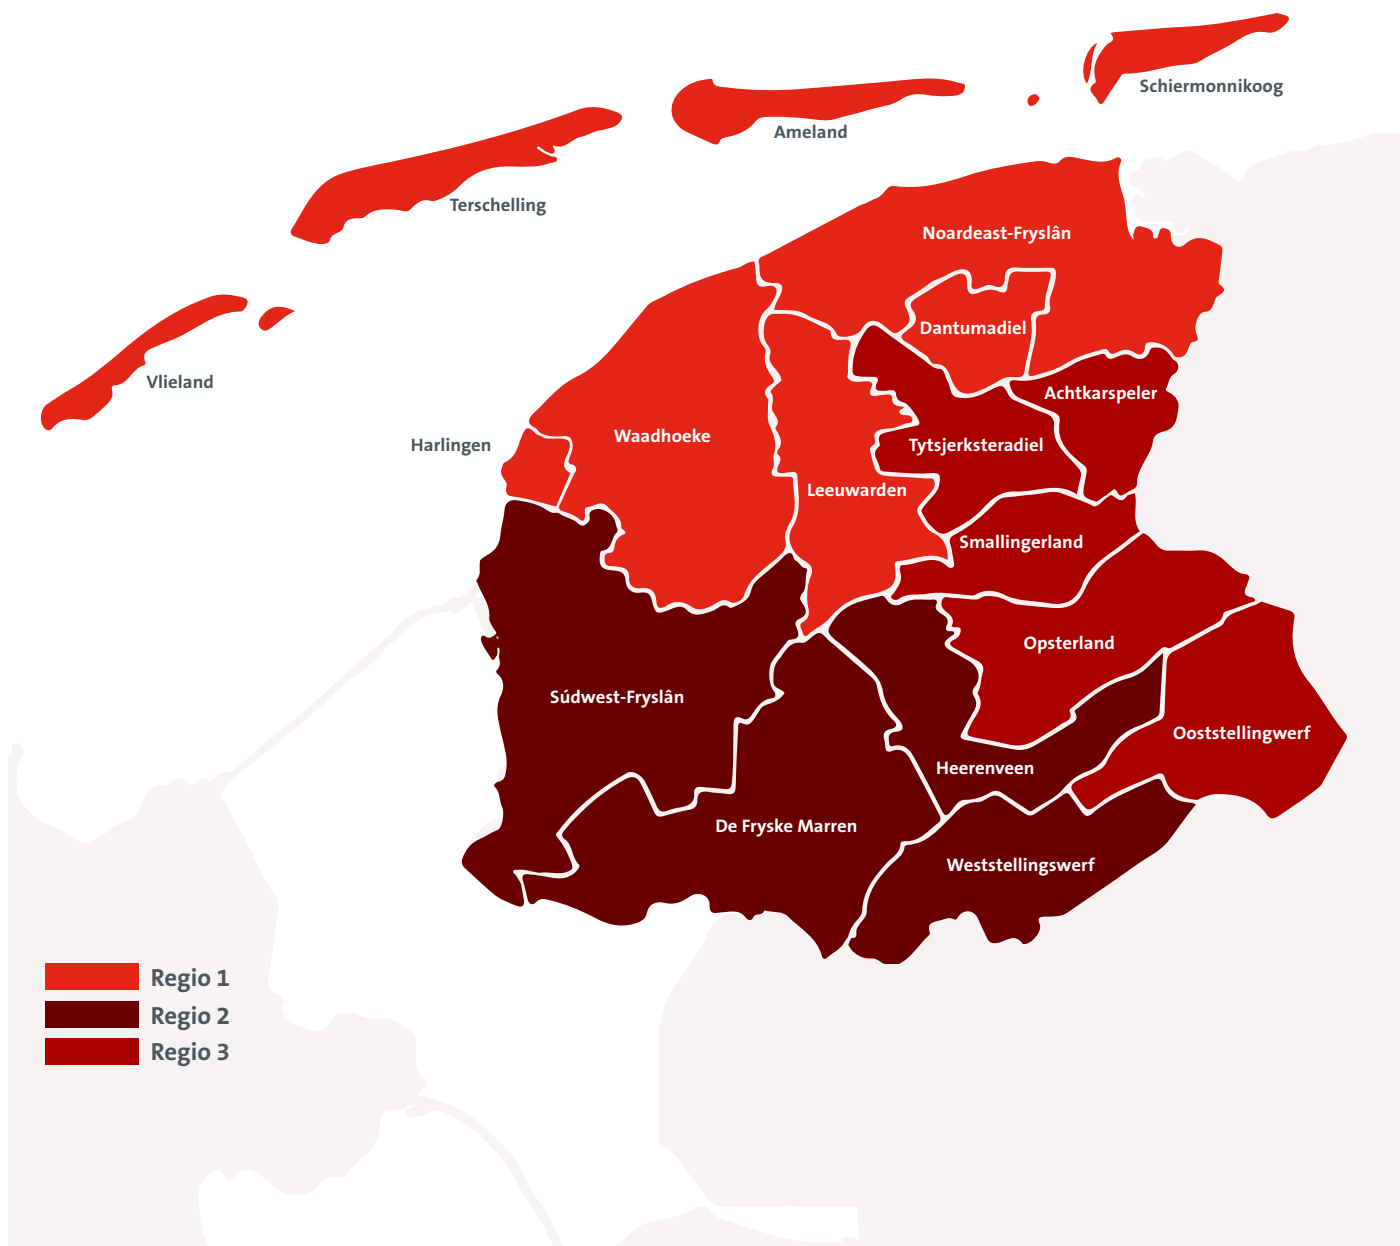 Schiermonnikoog
Ameland
Terschelling
Noardeast-Fryslân
Dantumadiel
Vlieland
Achtkarspeler
Waadhoeke
Harlingen
Tytsjerksteradiel
Leeuwarden
Smallingerland
Opsterland
Súdwest-Fryslân
Ooststellingwerf
Heerenveen
De Fryske Marren
Weststellingswerf
Regio 1
Regio 2
Regio 3